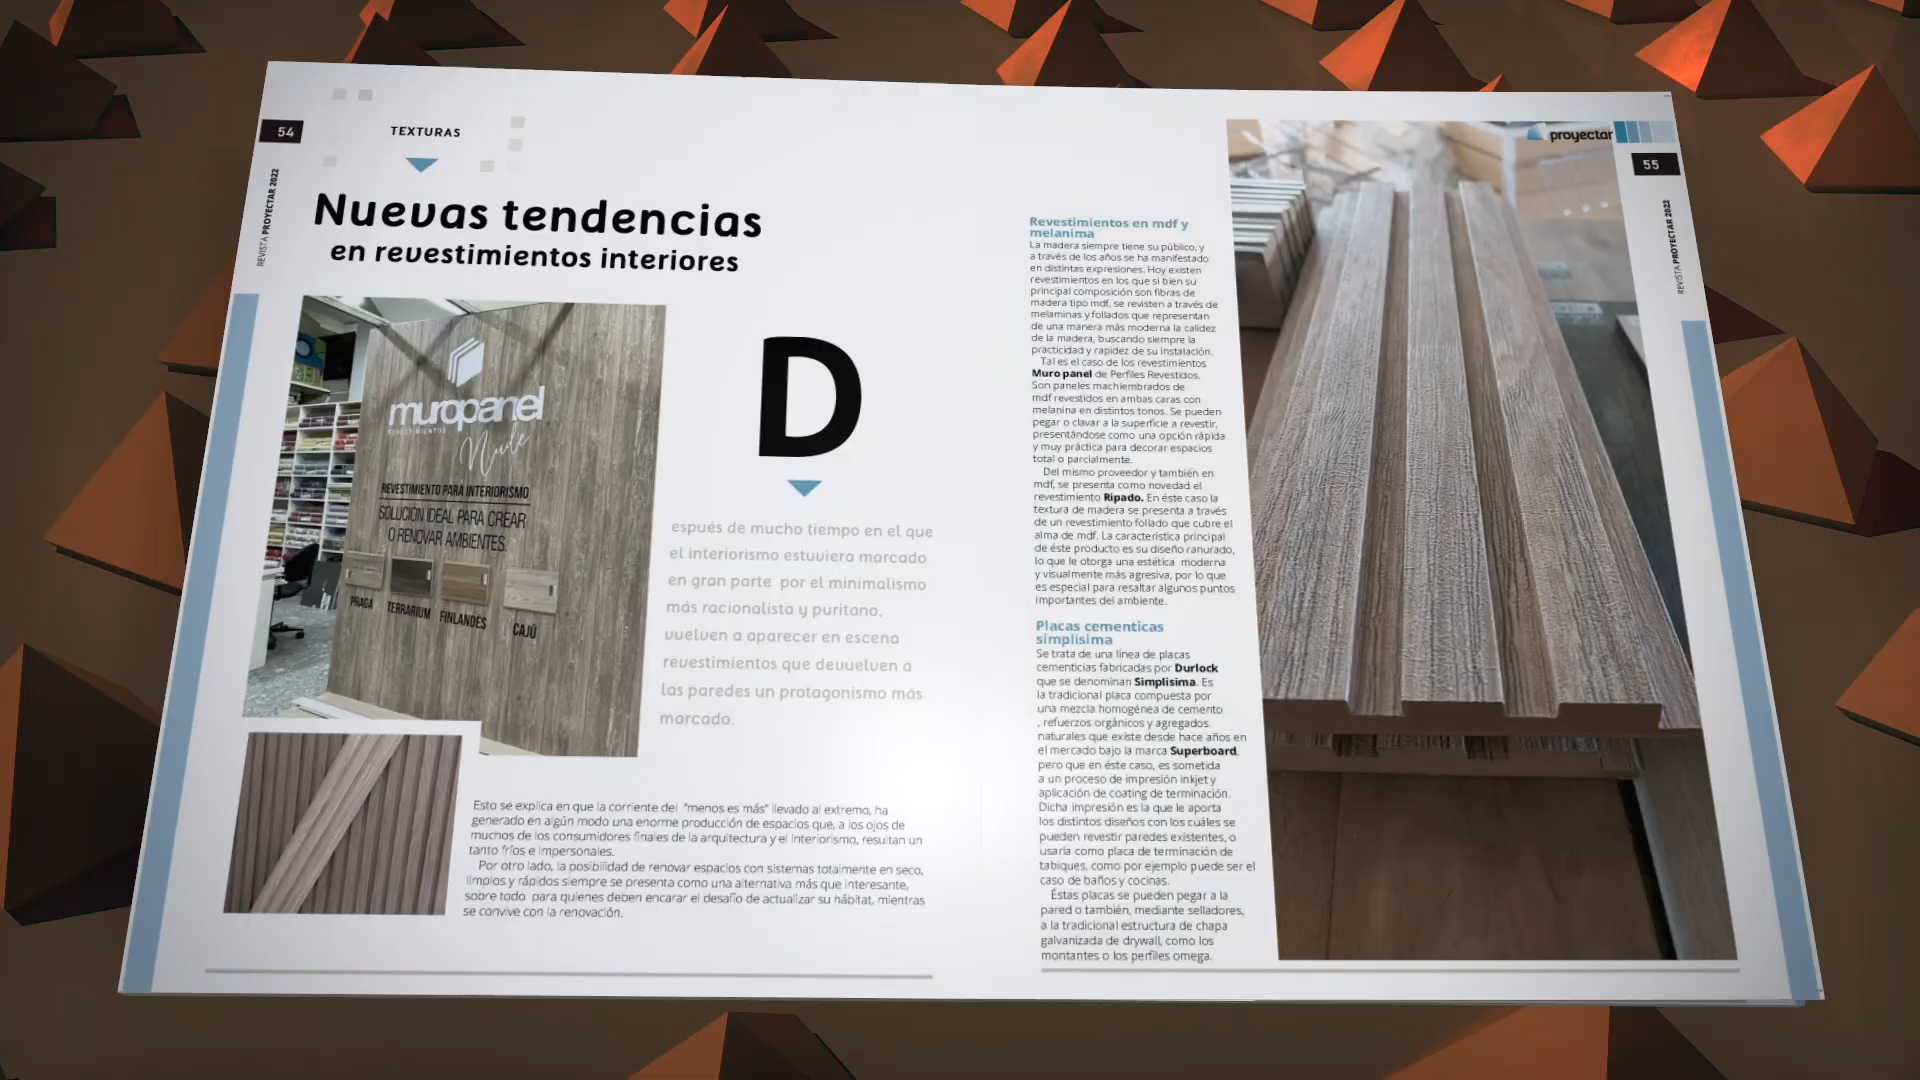 54
TEXTURAS
REVISTA PROYECTAR 2022
Nuevas tendencias
en revestimientos interiores
muropanel
REVESTIMIENTOS
Nude
REVESTIMIENTO PARA INTERIORISMO
SOLUCIÓN IDEAL PARA CREAR
O RENOVAR AMBIENTES.
PRAGA
TERRARIUM
FINLANDES
CAJÚ
D
espués de mucho tiempo en el que
el interiorismo estuviera marcado
en gran parte por el minimalismo
más racionalista y puritano,
vuelven a aparecer en escena
revestimientos que devuelven a
las paredes un protagonismo más
marcado.
Esto se explica en que la corriente del "menos es más" llevado al extremo, ha
generado en algún modo una enorme producción de espacios que, a los ojos de
muchos de los consumidores finales de la arquitectura y el interiorismo, resultan un
tanto fríos e impersonales.
Por otro lado, la posibilidad de renovar espacios con sistemas totalmente en seco,
limpios y rápidos siempre se presenta como una alternativa más que interesante,
sobre todo para quienes deben encarar el desafío de actualizar su hábitat, mientras
se convive con la renovación.
Revestimientos en mdf y
melanima
La madera siempre tiene su público, y
a través de los años se ha manifestado
en distintas expresiones. Hoy existen
revestimientos en los que si bien su
principal composición son fibras de
madera tipo mdf, se revisten a través de
melaminas y follados que representan
de una manera más moderna la calidez
de la madera, buscando siempre la
practicidad y rapidez de su instalación.
Tal es el caso de los revestimientos
Muro panel de Perfiles Revestidos.
Son paneles machiembrados de
mdf revestidos en ambas caras con
melanina en distintos tonos. Se pueden
pegar o clavar a la superficie a revestir,
presentándose como una opción rápida
y muy práctica para decorar espacios
total o parcialmente.
Del mismo proveedor y también en
mdf, se presenta como novedad el
revestimiento Ripado. En éste caso la
textura de madera se presenta a través
de un revestimiento follado que cubre el
alma de mdf. La característica principal
de éste producto es su diseño ranurado,
lo que le otorga una estética moderna
y visualmente más agresiva, por lo que
es especial para resaltar algunos puntos
importantes del ambiente.
Placas cementicas
simplisima
Se trata de una línea de placas
cementicias fabricadas por Durlock
que se denominan Simplisima. Es
la tradicional placa compuesta por
una mezcla homogénea de cemento
, refuerzos orgánicos y agregados
naturales que existe desde hace años en
el mercado bajo la marca Superboard,
pero que en éste caso, es sometida
a un proceso de impresión inkjet y
aplicación de coating de terminación.
Dicha impresión es la que le aporta
los distintos diseños con los cuáles se
pueden revestir paredes existentes, o
usarla como placa de terminación de
tabiques, como por ejemplo puede ser el
caso de baños y cocinas.
Éstas placas se pueden pegar a la
pared o también, mediante selladores,
a la tradicional estructura de chapa
galvanizada de drywall, como los
montantes o los perfiles omega.
proyectar
55
REVISTA PROYECTAR 2022